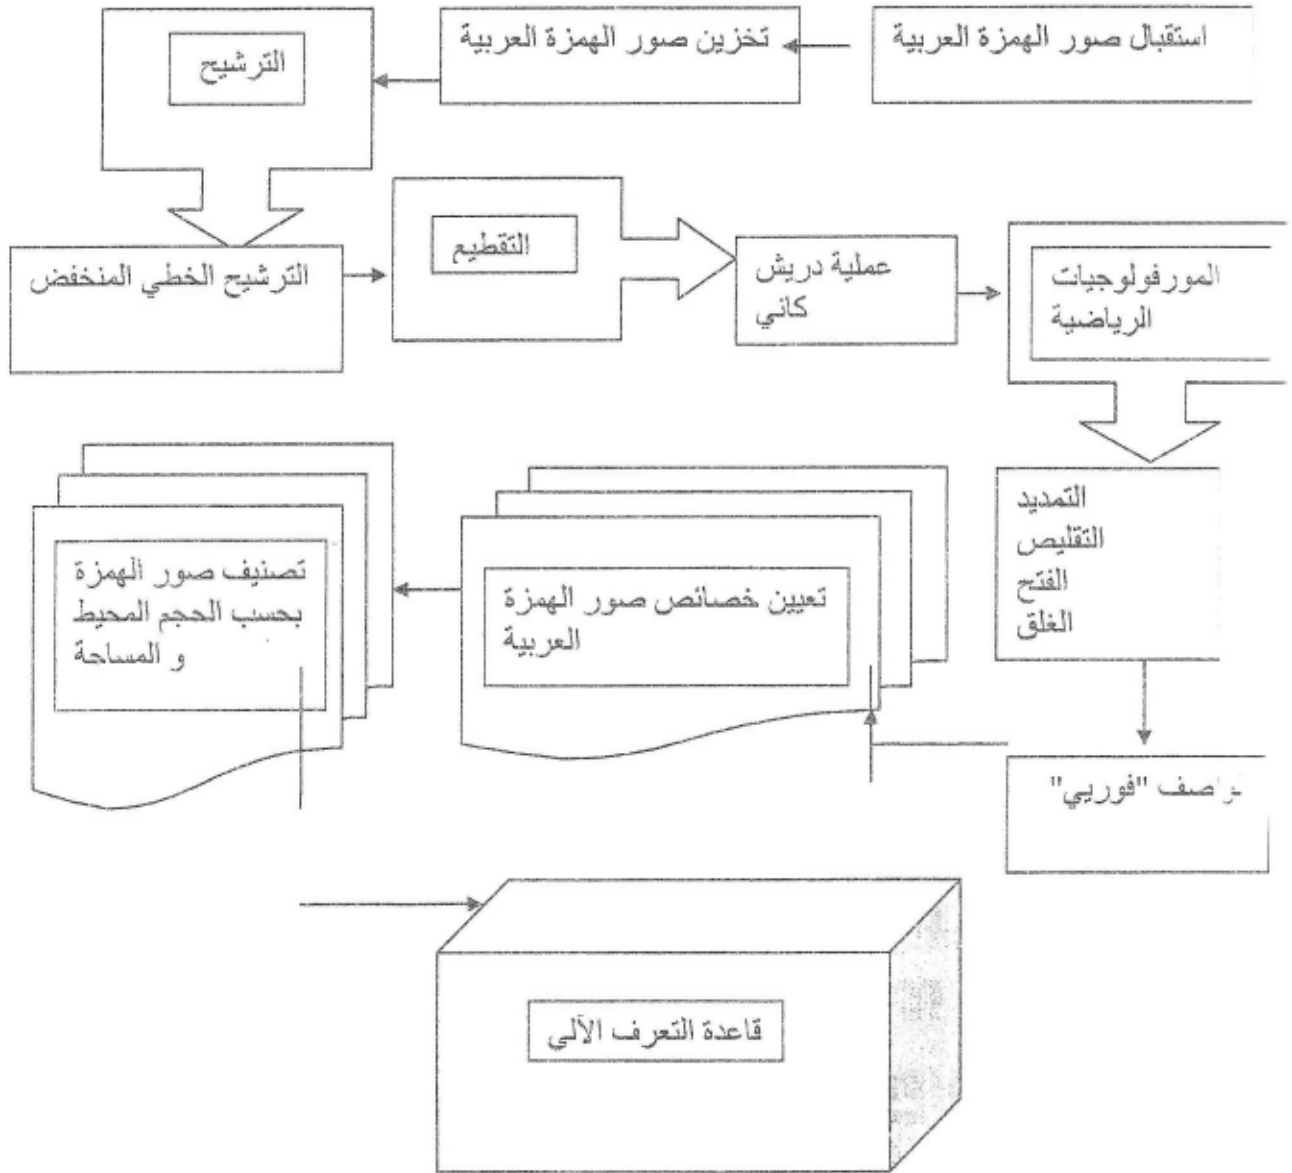 استقبال صور الهمزة العربية
تخزين صور الهمزة العربية
الترشيح
الترشيح الخطي المنخفض
التقطيع
عملية دريش
كاني
المورفولوجيات
الرياضية
التمديد
التقليص
الفتح
الغلق
"فوريي"
تعيين خصائص صور الهمزة
العربية
تصنيف صور الهمزة
بحسب الحجم المحيط
و المساحة
قاعدة التعرف الآلي